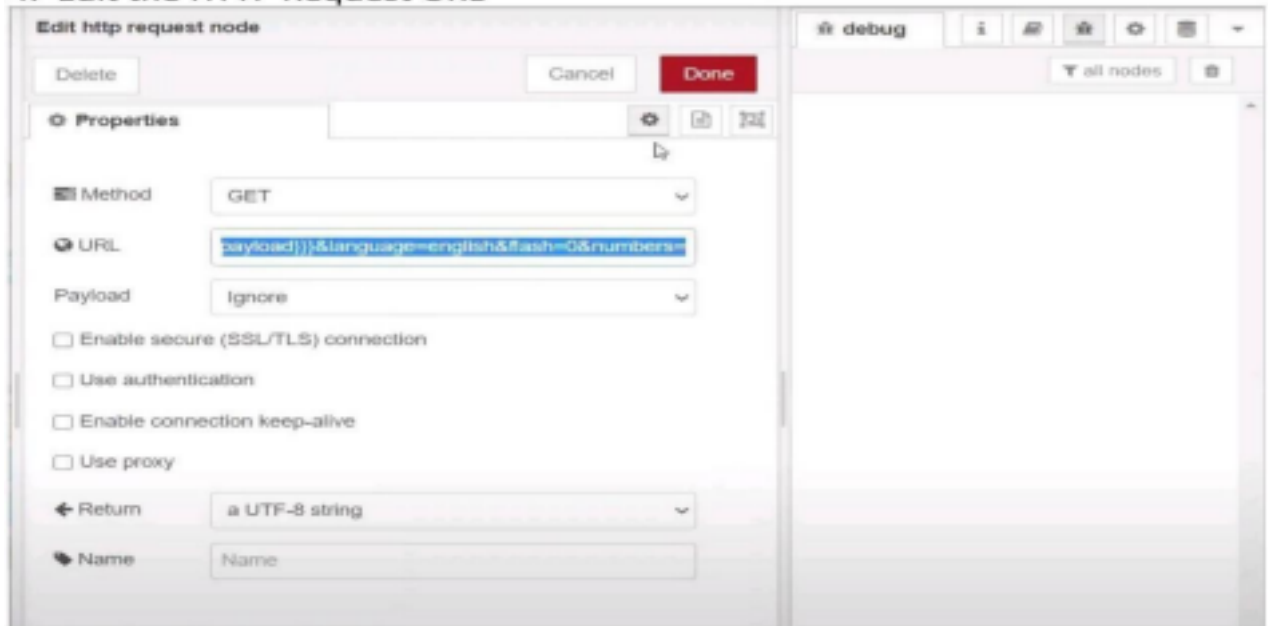 Edit http request node
debug
i
Delete
Cancel
Done
all nodes
Properties
Method
GET
URL
payload}}}&language=english&flash=0&numbers=
Payload
Ignore
Enable secure (SSL/TLS) connection
Use authentication
Enable connection keep-alive
Use proxy
Return
a UTF-8 string
Name
Name